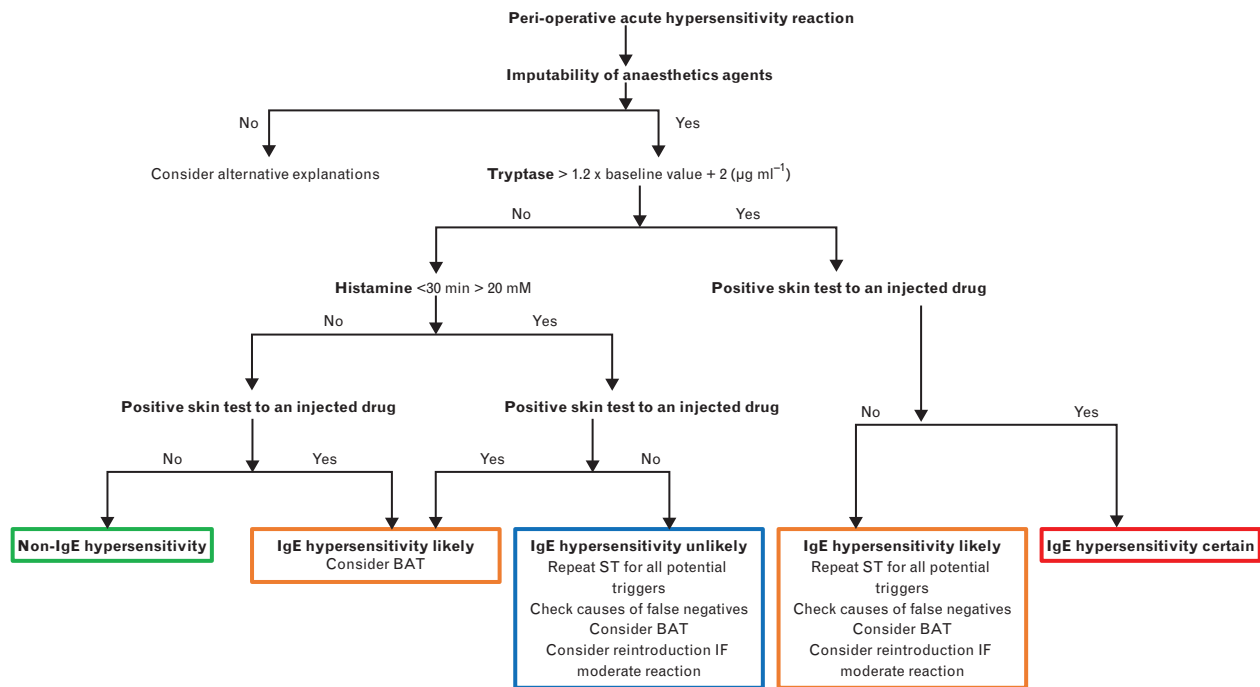 Peri-operative acute hypersensitivity reaction
Imputability of anaesthetics agents
No
Yes
Consider alternative explanations
Tryptase > 1.2 x baseline value + 2 (µg ml⁻¹)
No
Yes
Histamine <30 min > 20 mM
Positive skin test to an injected drug
No
Yes
Positive skin test to an injected drug
Positive skin test to an injected drug
No
Yes
No
Yes
Yes
No
Non-IgE hypersensitivity
IgE hypersensitivity likely
Consider BAT
IgE hypersensitivity unlikely
Repeat ST for all potential
triggers
Check causes of false negatives
Consider BAT
Consider reintroduction IF
moderate reaction
IgE hypersensitivity likely
Repeat ST for all potential
triggers
Check causes of false negatives
Consider BAT
Consider reintroduction IF
moderate reaction
IgE hypersensitivity certain